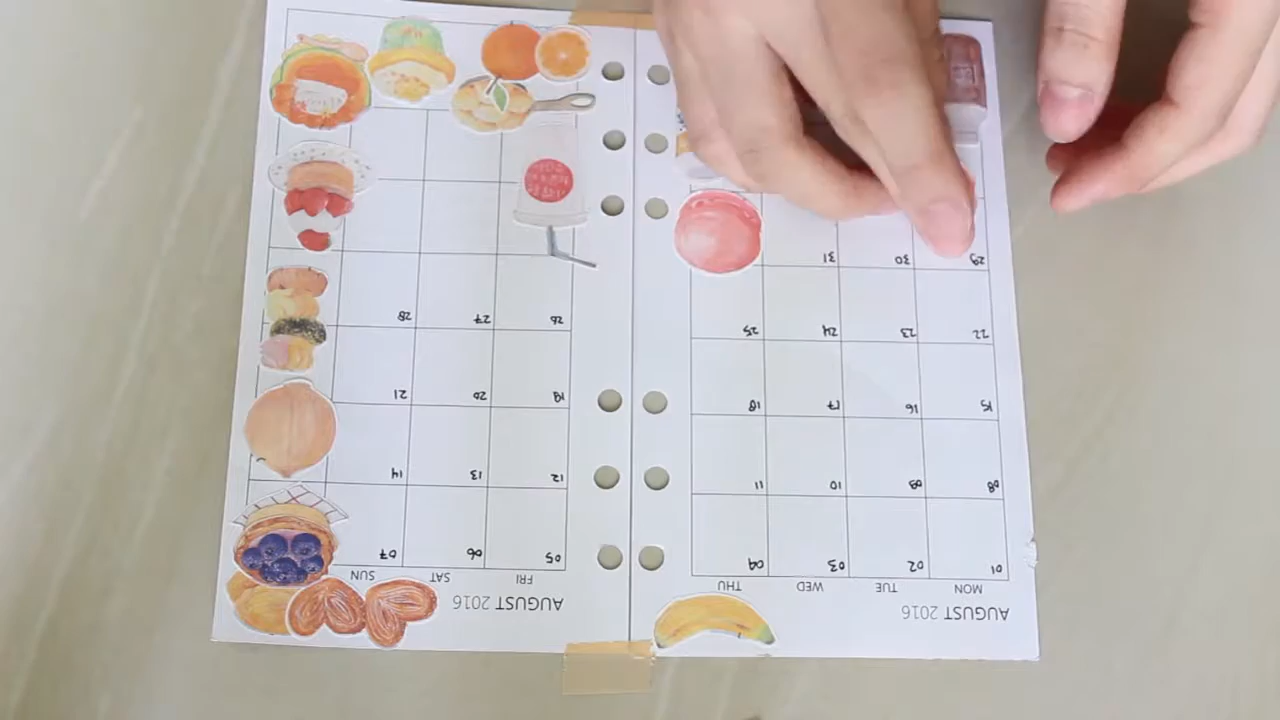 AUGUST 2016
MON TUE WED THU
01 02 03 04
08 09 10 11
15 16 17 18
22 23 24 25
29 30 31
AUGUST 2016
FRI SAT SUN
05 06 07
12 13 14
19 20 21
26 27 28